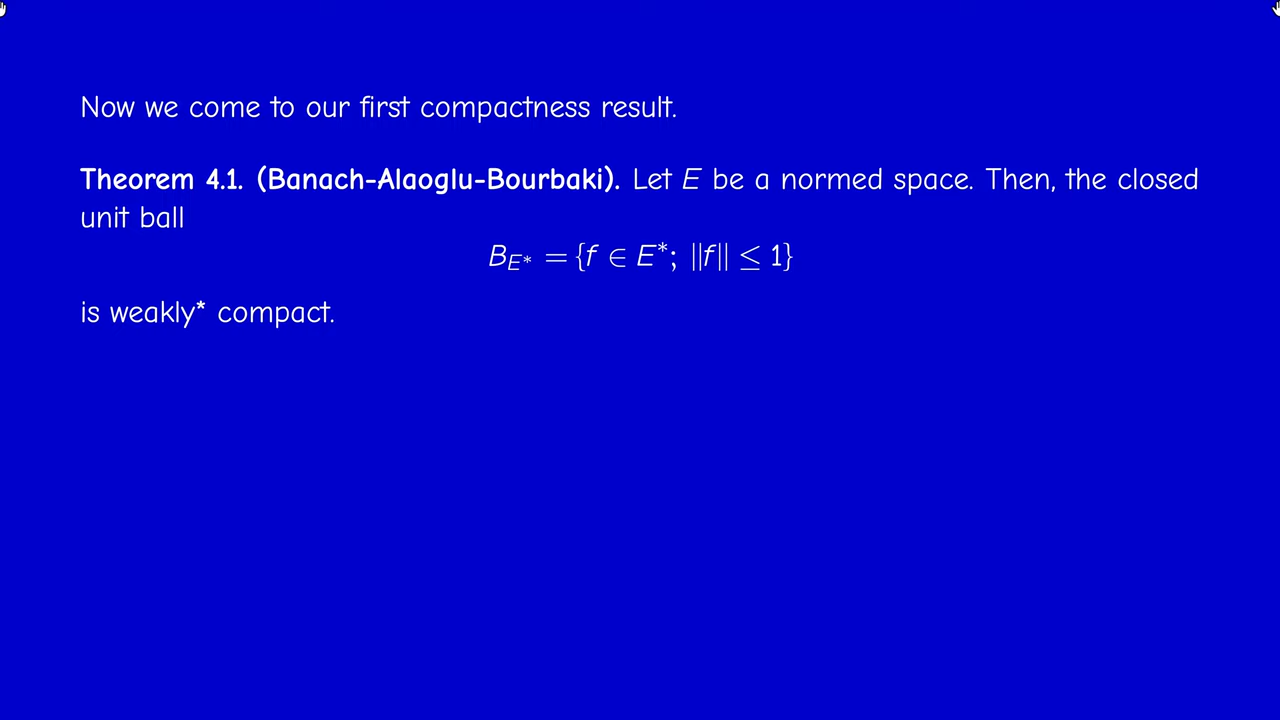 Now we come to our first compactness result.
Theorem 4.1. (Banach-Alaoglu-Bourbaki). Let E be a normed space. Then, the closed
unit ball
B_{E*} = {f ∈ E*; ||f|| ≤ 1}
is weakly* compact.